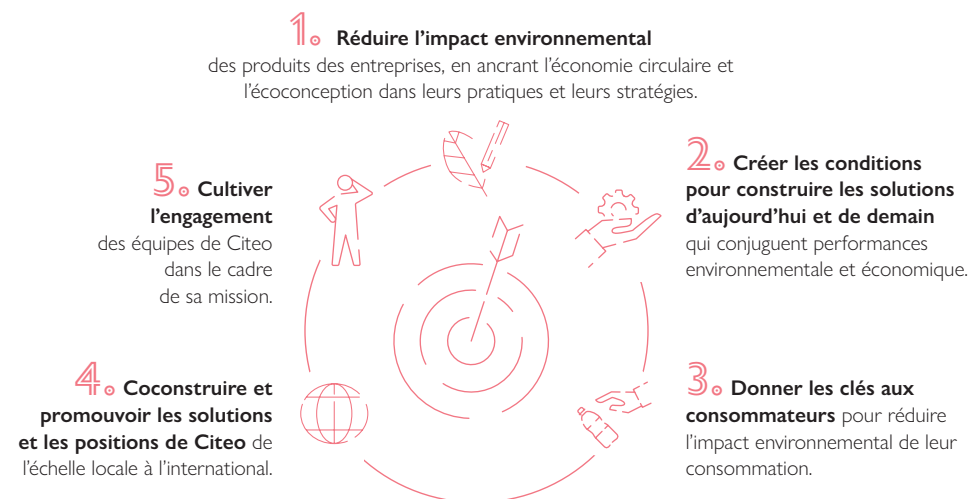 1. Réduire l’impact environnemental
des produits des entreprises, en ancrant l’économie circulaire et
l’écoconception dans leurs pratiques et leurs stratégies.
2. Créer les conditions
pour construire les solutions
d’aujourd’hui et de demain
qui conjuguent performances
environnementale et économique.
3. Donner les clés aux
consommateurs pour réduire
l’impact environnemental de leur
consommation.
4. Coconstruire et
promouvoir les solutions
et les positions de Citeo de
l’échelle locale à l’international.
5. Cultiver
l’engagement
des équipes de Citeo
dans le cadre
de sa mission.